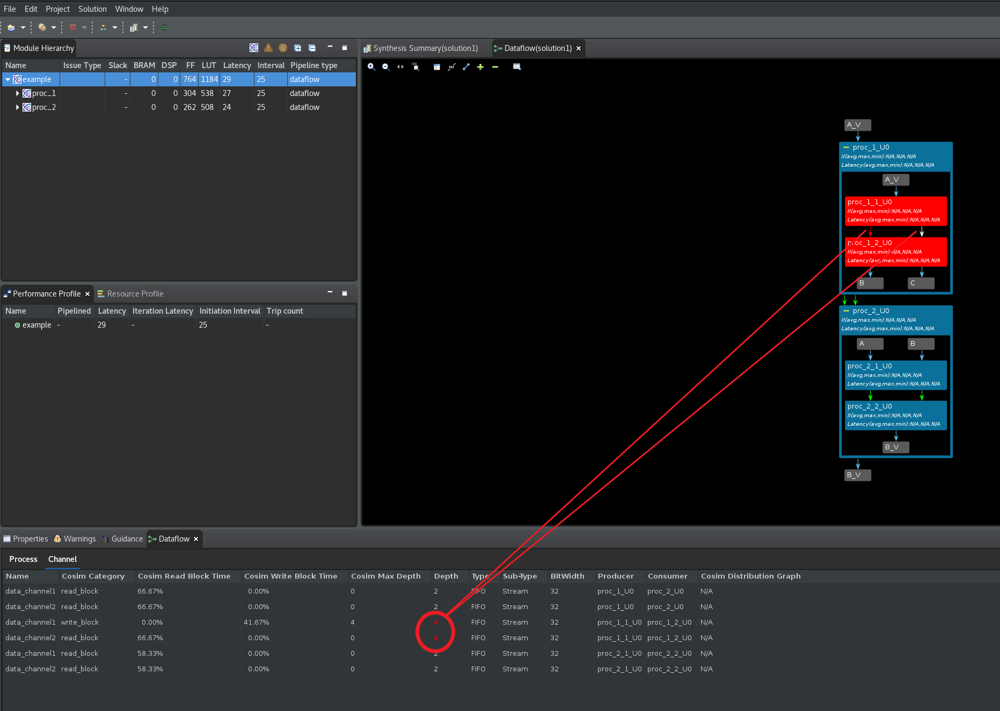 File Edit Project Solution Window Help
Module Hierarchy
Name Issue Type Slack BRAM DSP FF LUT Latency Interval Pipeline type
example - 0 0 764 1184 29 25 dataflow
proc_1 - 0 0 304 538 27 25 dataflow
proc_2 - 0 0 262 508 24 25 dataflow
Performance Profile Resource Profile
Name Pipelined Latency Iteration Latency Initiation Interval Trip count
example - 29 - 25 -
Synthesis Summary(solution1) Dataflow(solution1)
A_V
proc_1_U0
II(avg,max,min):N/A,N/A,N/A
Latency(avg,max,min):N/A,N/A,N/A
A_V
proc_1_1_U0
II(avg,max,min):N/A,N/A,N/A
Latency(avg,max,min):N/A,N/A,N/A
proc_1_2_U0
II(avg,max,min):N/A,N/A,N/A
Latency(avg,max,min):N/A,N/A,N/A
B C
proc_2_U0
II(avg,max,min):N/A,N/A,N/A
Latency(avg,max,min):N/A,N/A,N/A
A B
proc_2_1_U0
II(avg,max,min):N/A,N/A,N/A
Latency(avg,max,min):N/A,N/A,N/A
proc_2_2_U0
II(avg,max,min):N/A,N/A,N/A
Latency(avg,max,min):N/A,N/A,N/A
B_V
B_V
Properties Warnings Guidance Dataflow
Process Channel
Name Cosim Category Cosim Read Block Time Cosim Write Block Time Cosim Max Depth Depth Type Sub-Type BitWidth Producer Consumer Cosim Distribution Graph
data_channel1 read_block 66.67% 0.00% 0 2 FIFO Stream 32 proc_1_U0 proc_2_U0 N/A
data_channel2 read_block 66.67% 0.00% 0 2 FIFO Stream 32 proc_1_U0 proc_2_U0 N/A
data_channel1 write_block 0.00% 41.67% 4 4 FIFO Stream 32 proc_1_1_U0 proc_1_2_U0 N/A
data_channel2 read_block 66.67% 0.00% 0 4 FIFO Stream 32 proc_1_1_U0 proc_1_2_U0 N/A
data_channel1 read_block 58.33% 0.00% 0 2 FIFO Stream 32 proc_2_1_U0 proc_2_2_U0 N/A
data_channel2 read_block 58.33% 0.00% 0 2 FIFO Stream 32 proc_2_1_U0 proc_2_2_U0 N/A